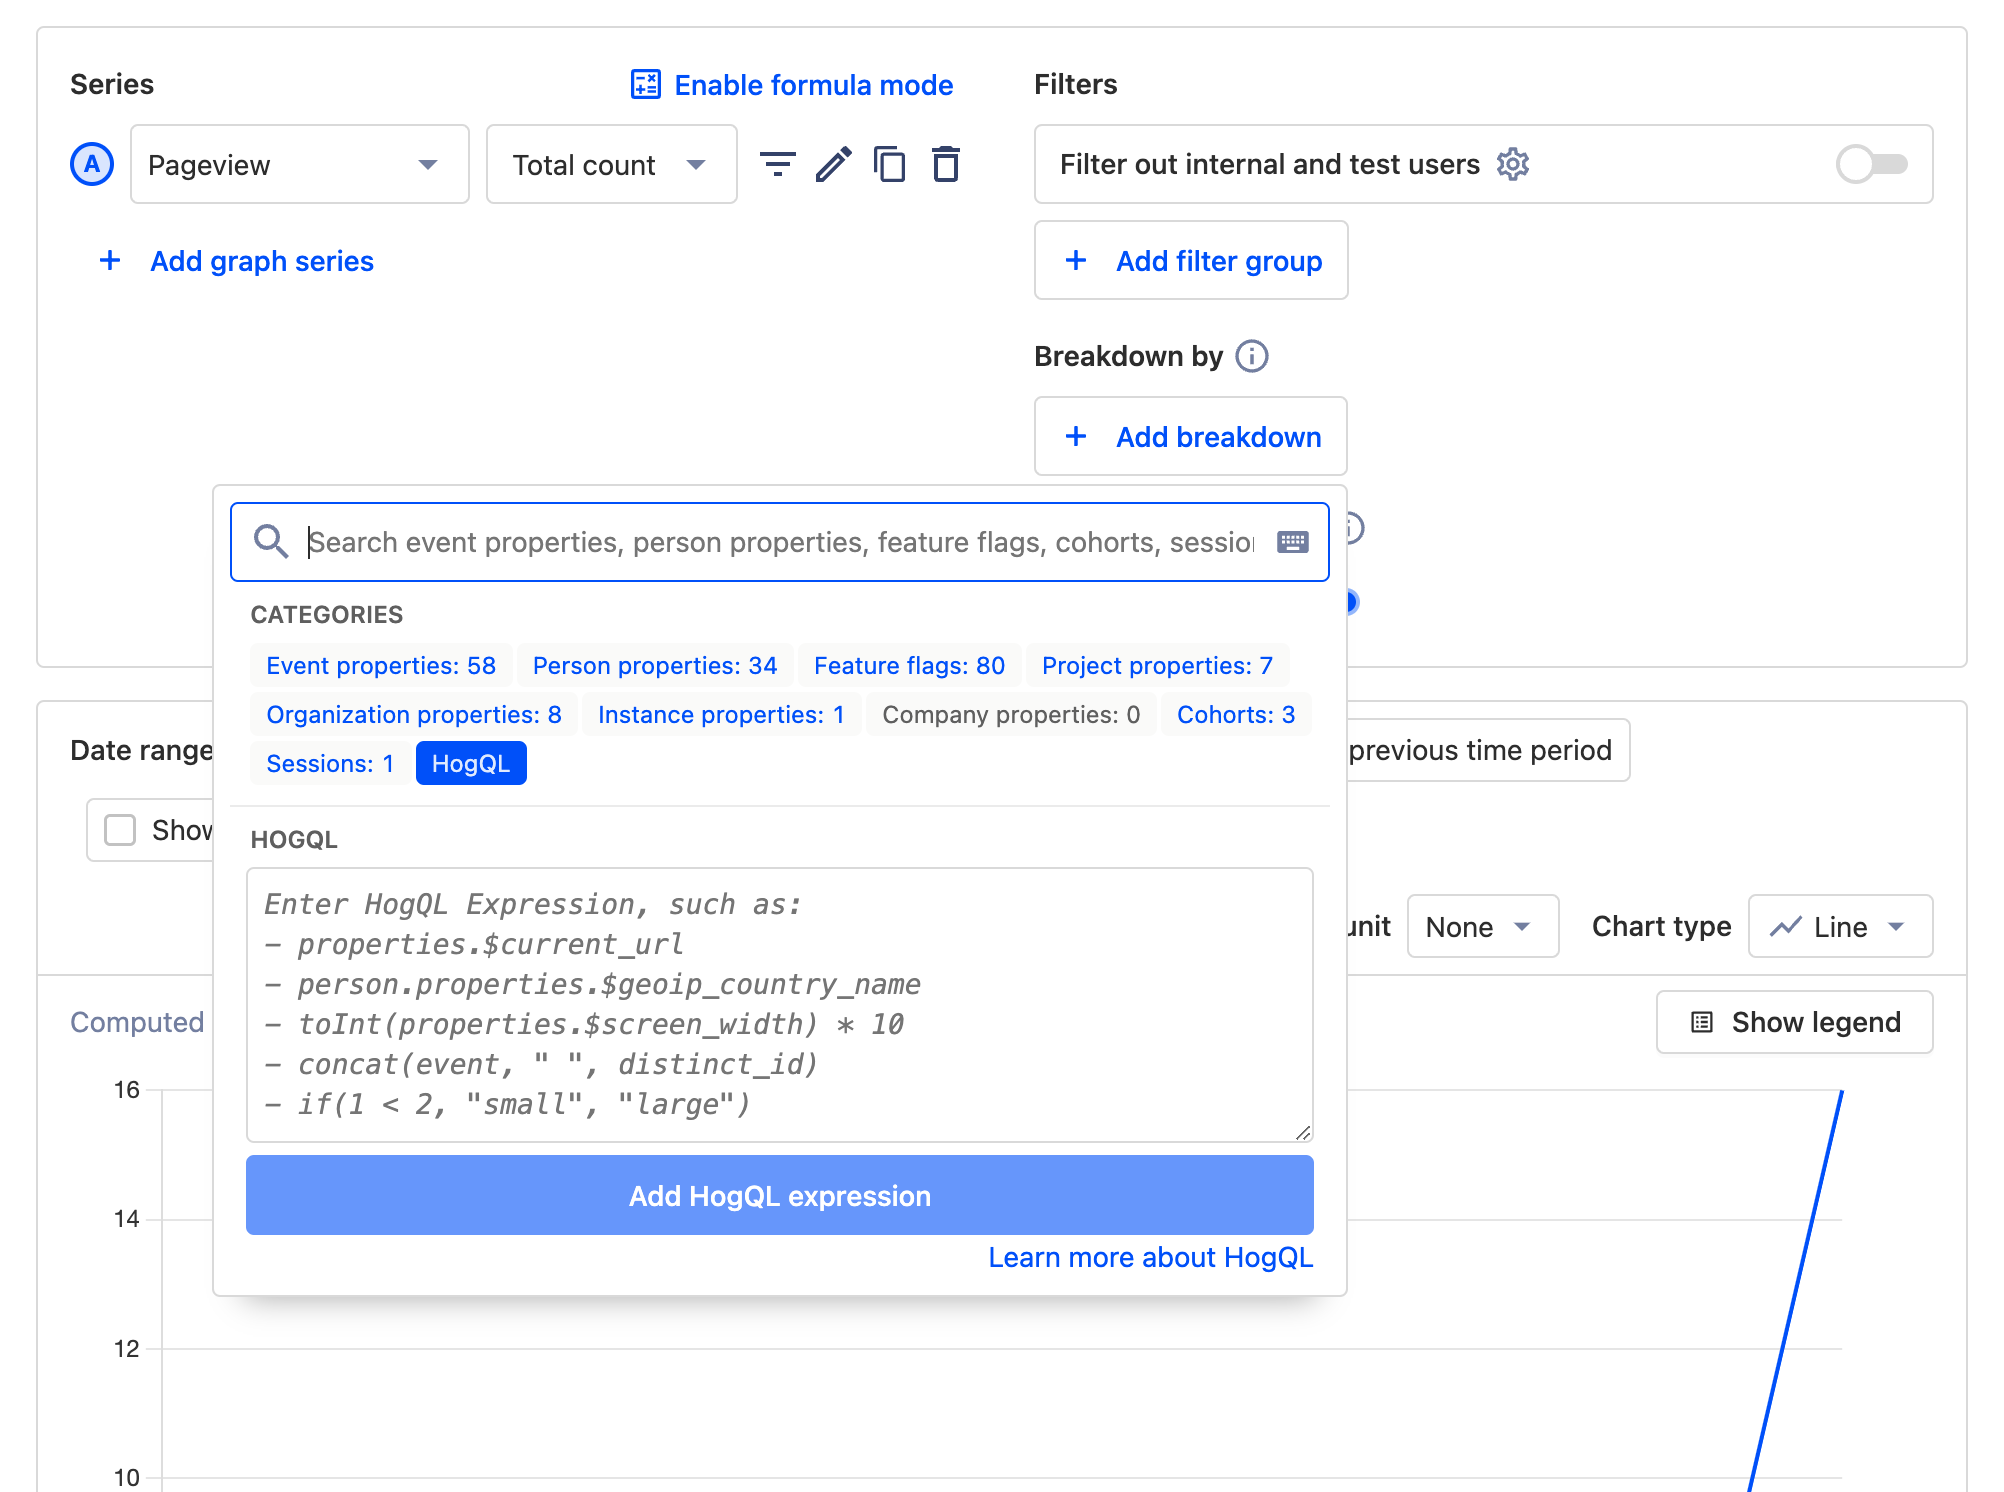 Series
Enable formula mode
A
Pageview
Total count
+ Add graph series
Filters
Filter out internal and test users
+ Add filter group
Breakdown by
+ Add breakdown
Search event properties, person properties, feature flags, cohorts,
CATEGORIES
Event properties: 58 Person properties: 34 Feature flags: 80 Project properties: 7
Organization properties: 8 Instance properties: 1 Company properties: 0 Cohorts: 3
Sessions: 1 HogQL
HOGQL
Enter HogQL Expression, such as:
- properties.$current_url
- person.properties.$geoip_country_name
- toInt(properties.$screen_width) * 10
- concat(event, " ", distinct_id)
- if(1 < 2, "small", "large")
Add HogQL expression
Learn more about HogQL
Date range
previous time period
Show
None
Chart type
Line
Computed
Show legend
16
14
12
10